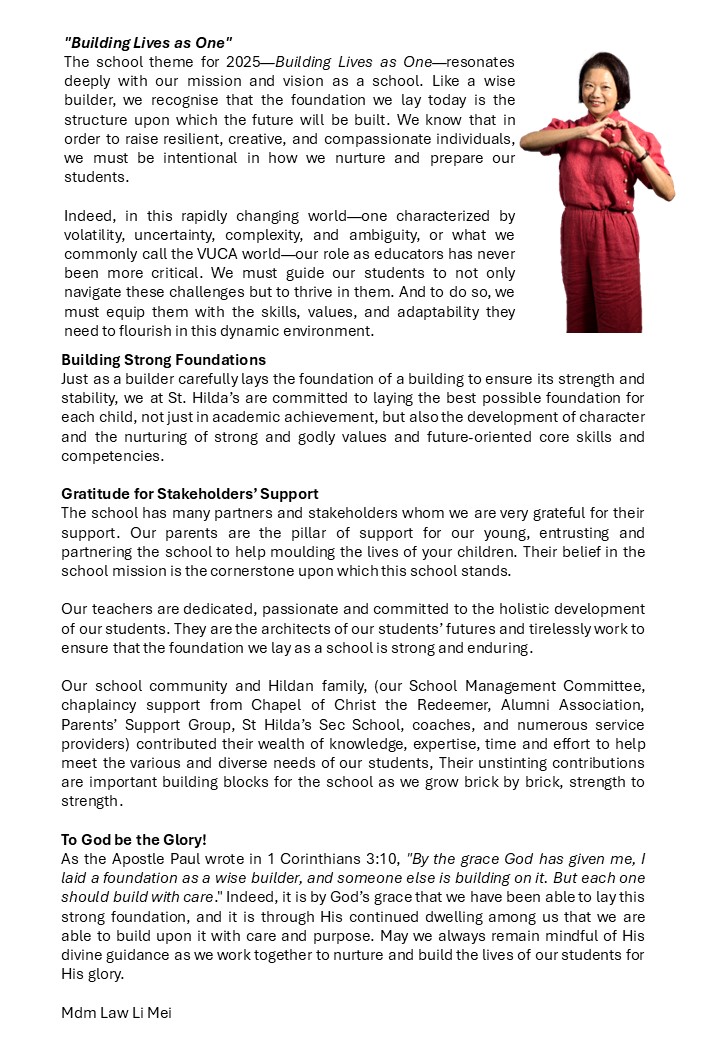 "Building Lives as One"
The school theme for 2025—Building Lives as One—resonates
deeply with our mission and vision as a school. Like a wise
builder, we recognise that the foundation we lay today is the
structure upon which the future will be built. We know that in
order to raise resilient, creative, and compassionate individuals,
we must be intentional in how we nurture and prepare our
students.
Indeed, in this rapidly changing world—one characterized by
volatility, uncertainty, complexity, and ambiguity, or what we
commonly call the VUCA world—our role as educators has never
been more critical. We must guide our students to not only
navigate these challenges but to thrive in them. And to do so, we
must equip them with the skills, values, and adaptability they
need to flourish in this dynamic environment.
Building Strong Foundations
Just as a builder carefully lays the foundation of a building to ensure its strength and
stability, we at St. Hilda's are committed to laying the best possible foundation for
each child, not just in academic achievement, but also the development of character
and the nurturing of strong and godly values and future-oriented core skills and
competencies.
Gratitude for Stakeholders' Support
The school has many partners and stakeholders whom we are very grateful for their
support. Our parents are the pillar of support for our young, entrusting and
partnering the school to help moulding the lives of your children. Their belief in the
school mission is the cornerstone upon which this school stands.
Our teachers are dedicated, passionate and committed to the holistic development
of our students. They are the architects of our students' futures and tirelessly work to
ensure that the foundation we lay as a school is strong and enduring.
Our school community and Hildan family, (our School Management Committee,
chaplaincy support from Chapel of Christ the Redeemer, Alumni Association,
Parents' Support Group, St Hilda's Sec School, coaches, and numerous service
providers) contributed their wealth of knowledge, expertise, time and effort to help
meet the various and diverse needs of our students, Their unstinting contributions
are important building blocks for the school as we grow brick by brick, strength to
strength.
To God be the Glory!
As the Apostle Paul wrote in 1 Corinthians 3:10, "By the grace God has given me, I
laid a foundation as a wise builder, and someone else is building on it. But each one
should build with care." Indeed, it is by God's grace that we have been able to lay this
strong foundation, and it is through His continued dwelling among us that we are
able to build upon it with care and purpose. May we always remain mindful of His
divine guidance as we work together to nurture and build the lives of our students for
His glory.
Mdm Law Li Mei